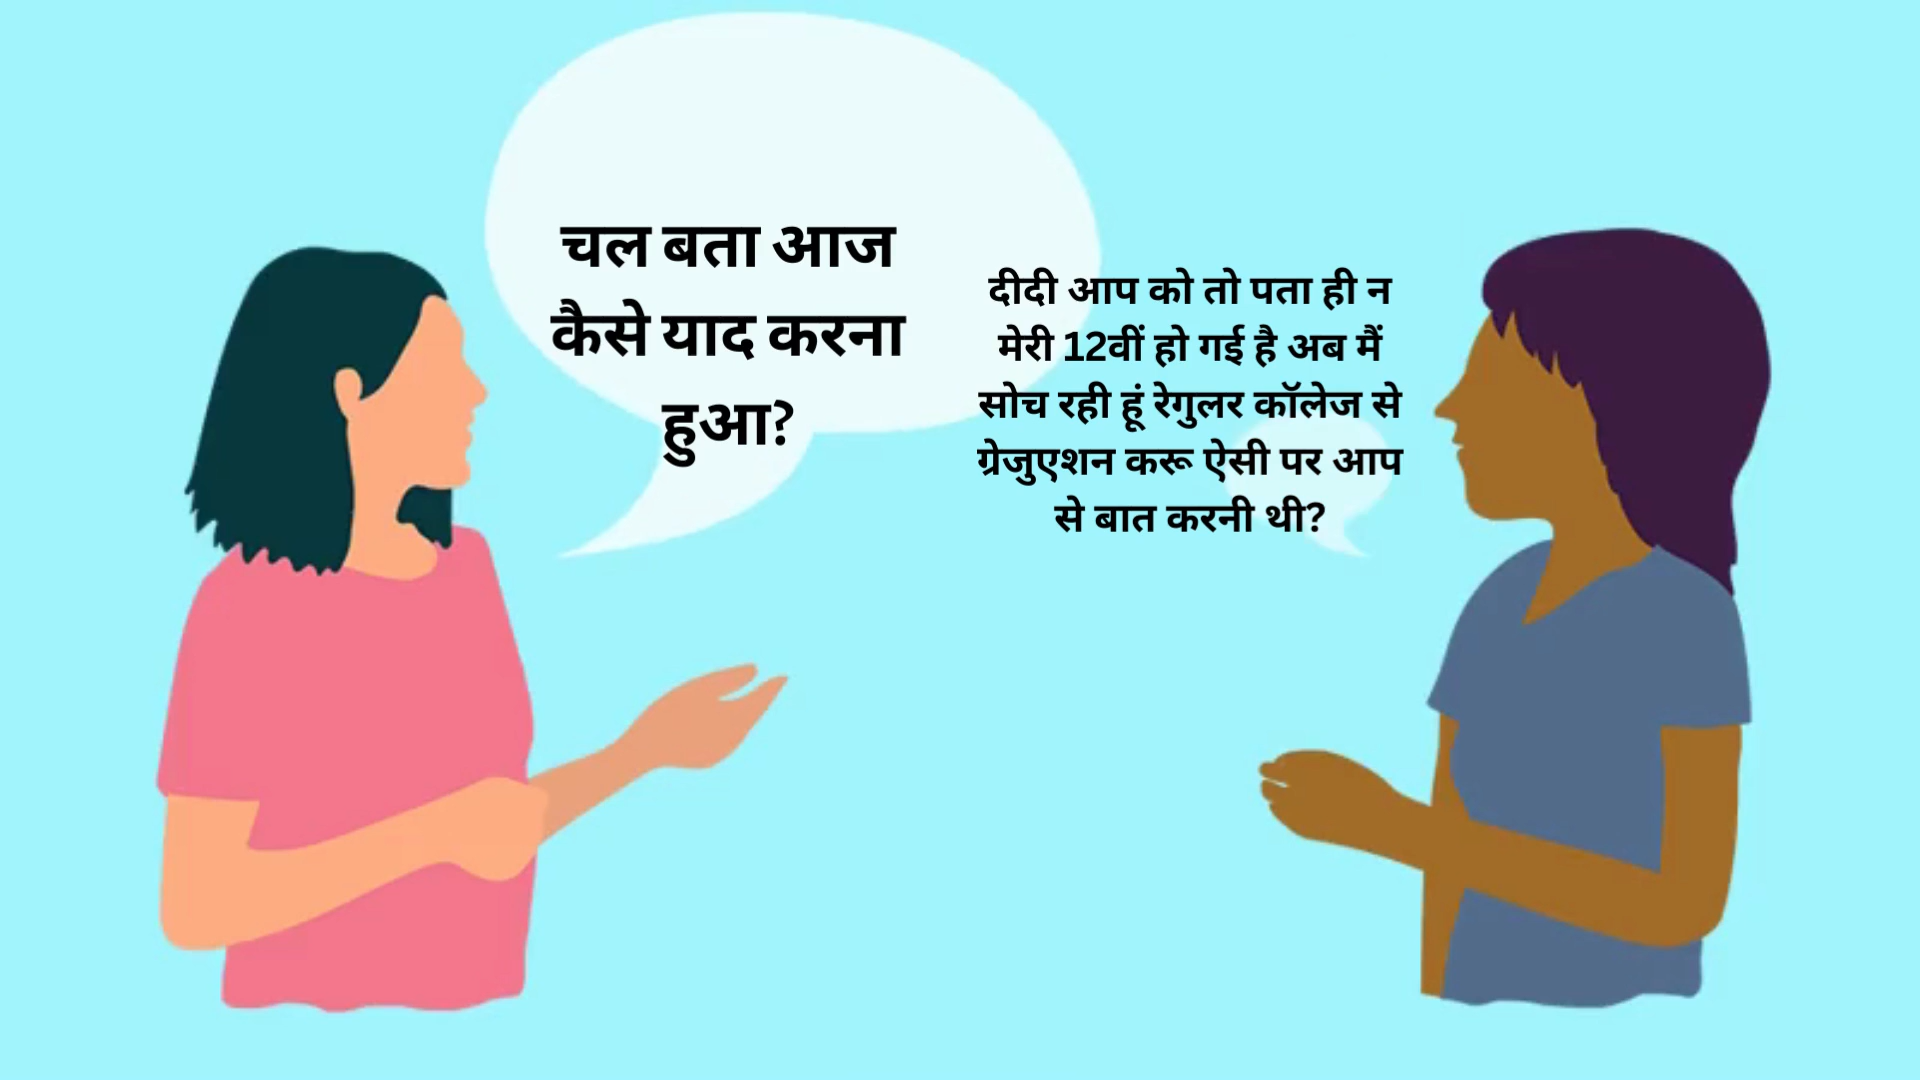 चल बता आज
कैसे याद करना
हुआ?
दीदी आप को तो पता ही न
मेरी 12वीं हो गई है अब मैं
सोच रही हूं रेगुलर कॉलेज से
ग्रेजुएशन करू ऐसी पर आप
से बात करनी थी?